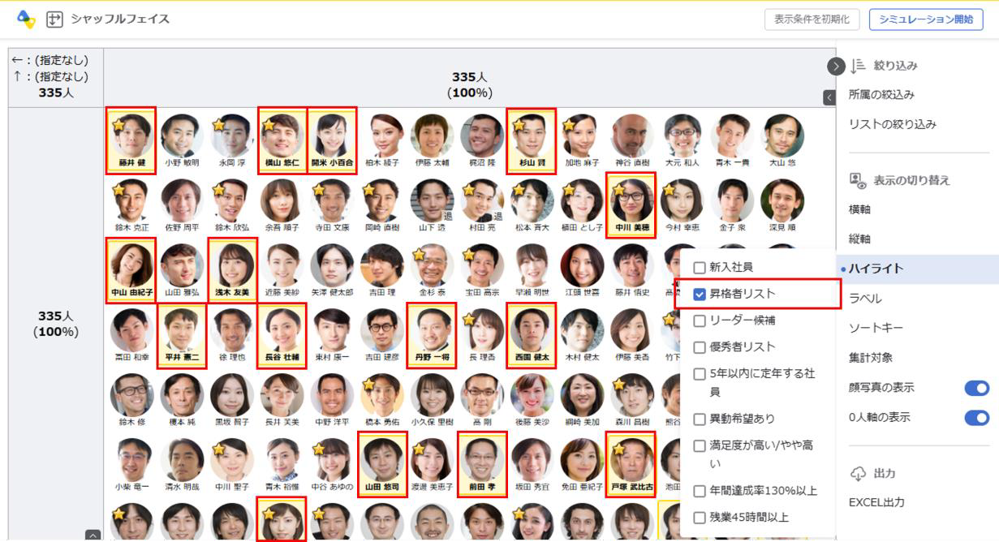 シャッフルフェイス
表示条件を初期化
シミュレーション開始
←：(指定なし)
↑：(指定なし)
335人
335人
(100%)
335人
(100%)
藤井 健 小野 敏明 永岡 淳 横山 悠仁 開米 小百合 柏木 綾子 伊藤 太輔 梶沼 隆 杉山 賢 加地 麻子 神谷 直樹 大元 和人 青木 一貴 大山 悠
鈴木 克正 佐野 周平 鈴木 欣弘 余吾 順子 寺田 文康 岡崎 直樹 山下 透 退 村田 亮 退 松本 斉大 植田 とし子 中川 美穂 今村 幸恵 金子 衆 深見 順
中山 由紀子 山田 雅弘 浅木 友美 近藤 美紗 矢澤 健太郎 吉田 理 金杉 泰 宝田 高宗 早瀬 明世 江頭 世喜 藤井 悟史
冨田 和幸 平井 憲二 徐 理也 長谷 壮輔 東村 康一 吉田 建彦 丹野 一将 長 理香 西園 健太 木村 健太 伊藤 美香 竹下
鈴木 修 榎本 純 黒坂 智子 長井 芙美 中野 洋平 橋本 勇佑 小久保 里樹 高 剛 後藤 美沙 綱崎 美加 森川 昌樹 熊谷
小柴 竜一 清水 明哉 中川 聖子 青木 裕惟 中谷 あゆの 山田 悠司 渡邊 美恵子 前田 孝 坂田 秀宜 免田 亜紀子 戸塚 武比古 池田
新入社員
昇格者リスト
リーダー候補
優秀者リスト
5年以内に定年する社
員
異動希望あり
満足度が高い/やや高
い
年間達成率130%以上
残業45時間以上
絞り込み
所属の絞込み
リストの絞り込み
表示の切り替え
横軸
縦軸
ハイライト
ラベル
ソートキー
集計対象
顔写真の表示
0人軸の表示
出力
EXCEL出力